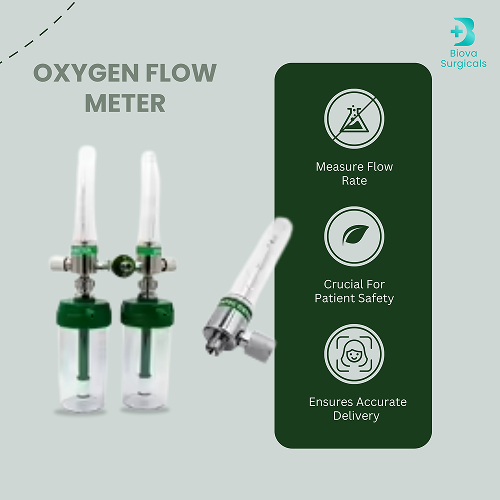 Biova
Surgicals
OXYGEN FLOW
METER
Measure Flow
Rate
Crucial For
Patient Safety
Ensures Accurate
Delivery